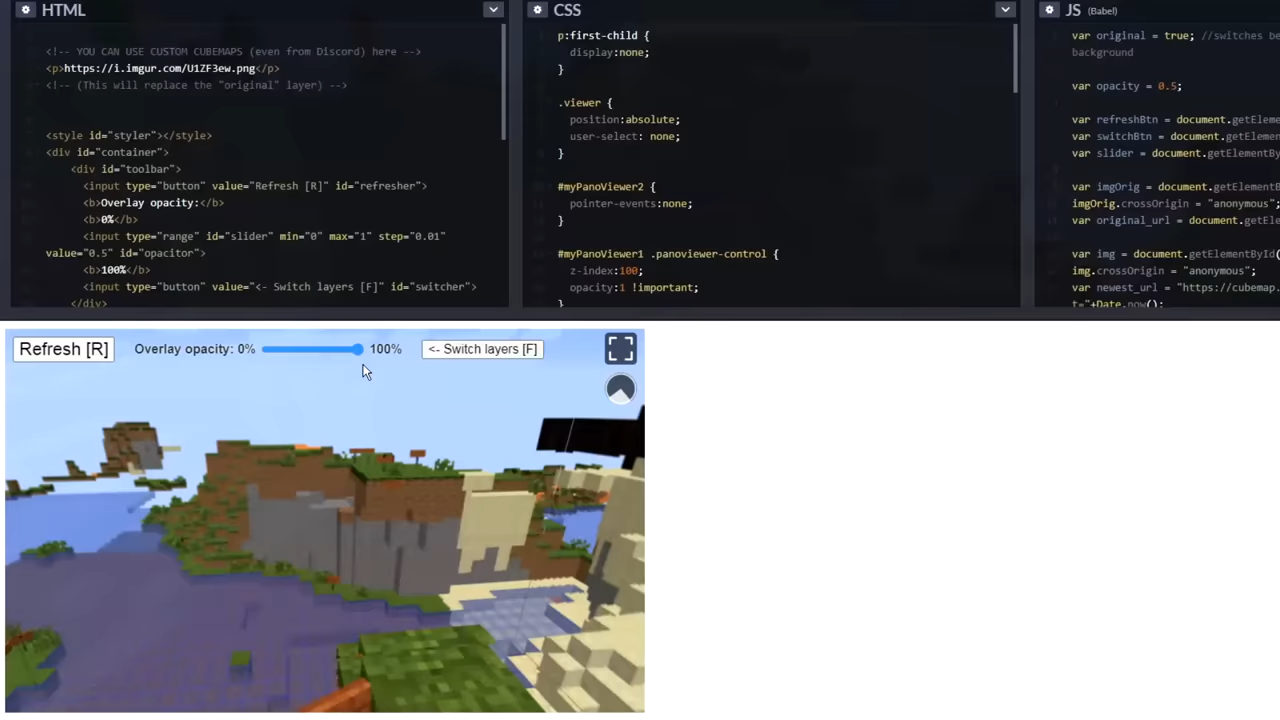 HTML
<!-- YOU CAN USE CUSTOM CUBEMAPS (even from Discord) here -->
<p>https://i.imgur.com/U1ZF3ew.png</p>
<!-- (This will replace the "original" layer) -->
<style id="styler"></style>
<div id="container">
<div id="toolbar">
<input type="button" value="Refresh [R]" id="refresher">
<b>Overlay opacity:</b>
<b>0%</b>
<input type="range" id="slider" min="0" max="1" step="0.01"
value="0.5" id="opacitor">
<b>100%</b>
<input type="button" value="<- Switch layers [F]" id="switcher">
</div>
CSS
p:first-child {
display:none;
}
.viewer {
position:absolute;
user-select: none;
}
#myPanoViewer2 {
pointer-events:none;
}
#myPanoViewer1 .panoviewer-control {
z-index:100;
opacity:1 !important;
}
JS (Babel)
var original = true; //switches be
background
var opacity = 0.5;
var refreshBtn = document.getEleme
var switchBtn = document.getElemen
var slider = document.getElementBy
var imgOrig = document.getElementB
imgOrig.crossOrigin = "anonymous";
var original_url = document.getEle
var img = document.getElementById(
img.crossOrigin = "anonymous";
var newest_url = "https://cubemap.
t="+Date.now();
Refresh [R] Overlay opacity: 0% 100% <- Switch layers [F]